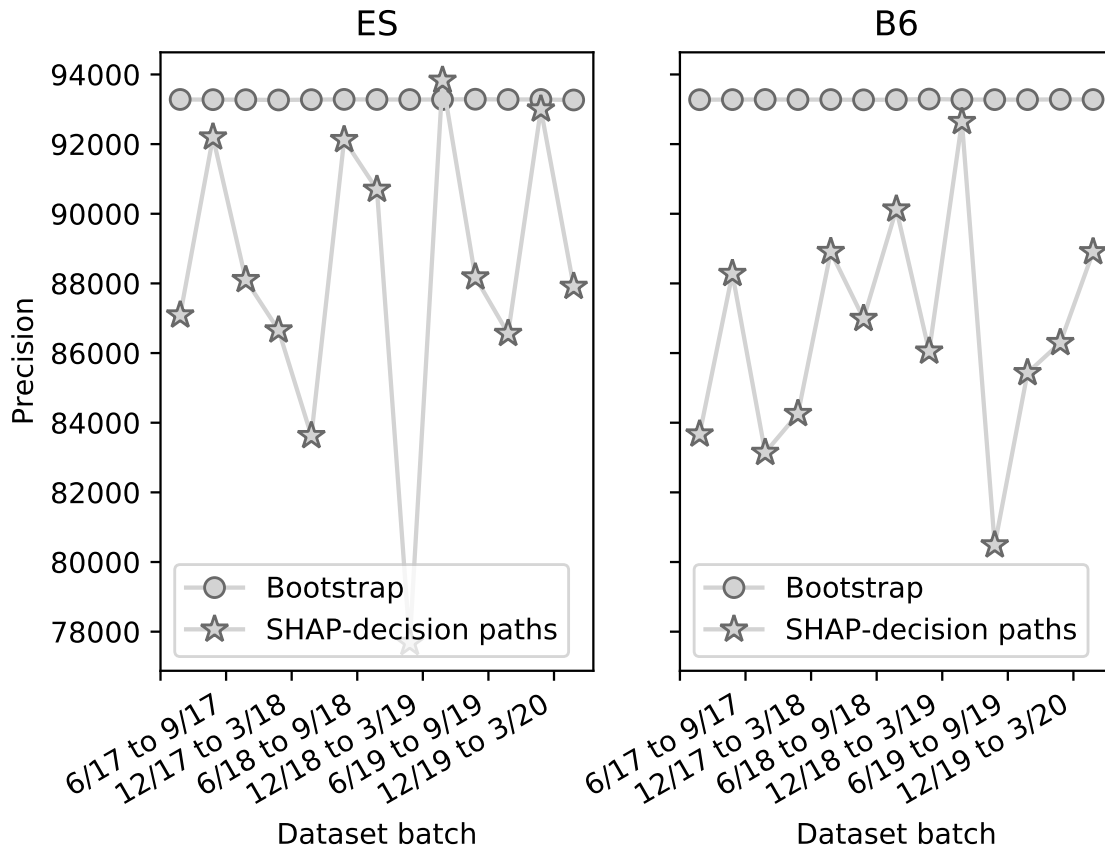 ES
B6
94000
92000
90000
88000
86000
84000
82000
80000
78000
Precision
Bootstrap
SHAP-decision paths
Bootstrap
SHAP-decision paths
6/17 to 9/17
12/17 to 3/18
6/18 to 9/18
12/18 to 3/19
6/19 to 9/19
12/19 to 3/20
6/17 to 9/17
12/17 to 3/18
6/18 to 9/18
12/18 to 3/19
6/19 to 9/19
12/19 to 3/20
Dataset batch
Dataset batch